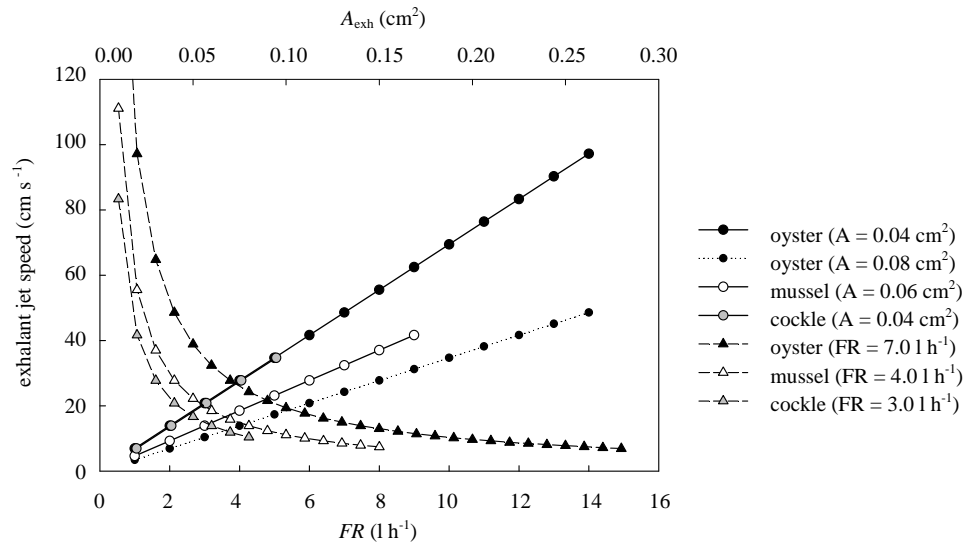 A_exh (cm²)
0.00 0.05 0.10 0.15 0.20 0.25 0.30
120
100
80
60
40
20
0
exhalant jet speed (cm s⁻¹)
0 2 4 6 8 10 12 14 16
FR (l h⁻¹)
oyster (A = 0.04 cm²)
oyster (A = 0.08 cm²)
mussel (A = 0.06 cm²)
cockle (A = 0.04 cm²)
oyster (FR = 7.0 l h⁻¹)
mussel (FR = 4.0 l h⁻¹)
cockle (FR = 3.0 l h⁻¹)